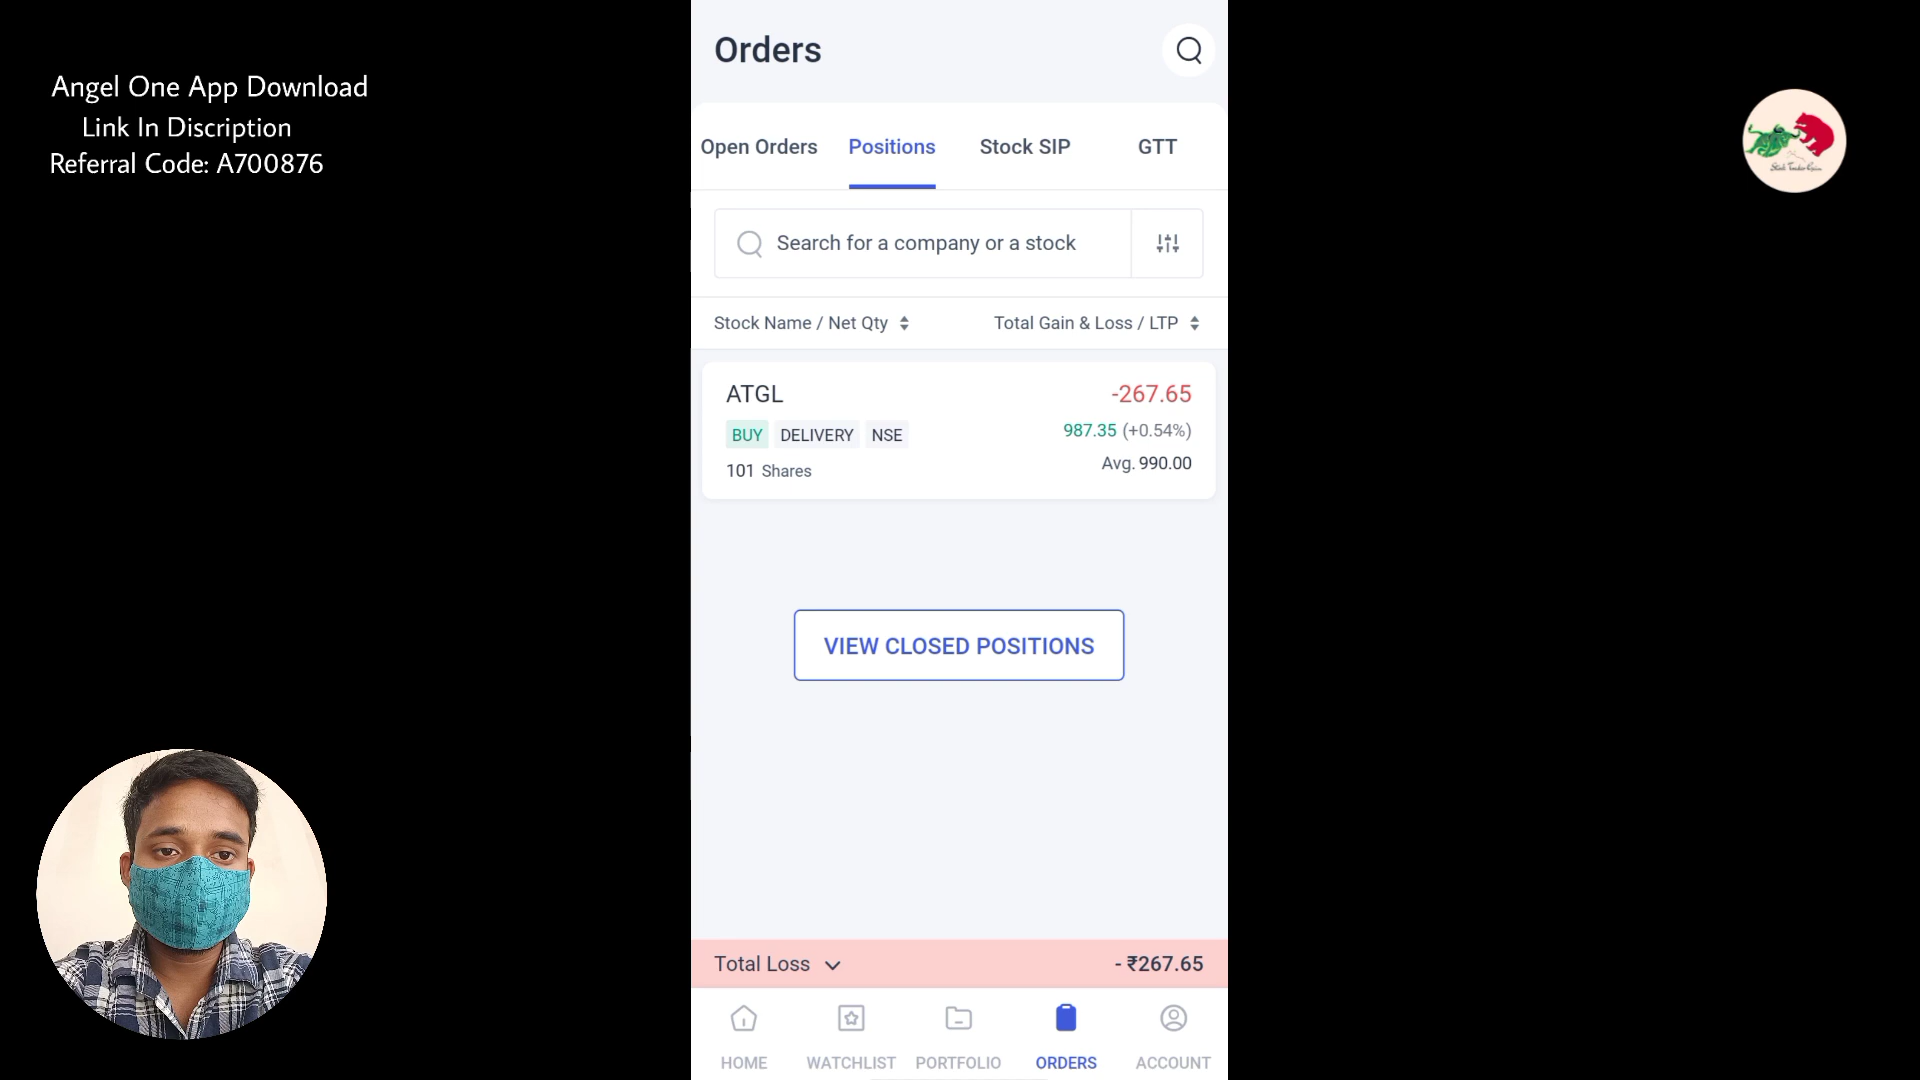 Angel One App Download
Link In Discription
Referral Code: A700876
Orders
Open Orders Positions Stock SIP GTT
Search for a company or a stock
Stock Name / Net Qty Total Gain & Loss / LTP
ATGL -267.65
BUY DELIVERY NSE 987.35 (+0.54%)
101 Shares Avg. 990.00
VIEW CLOSED POSITIONS
Total Loss - ₹267.65
HOME WATCHLIST PORTFOLIO ORDERS ACCOUNT